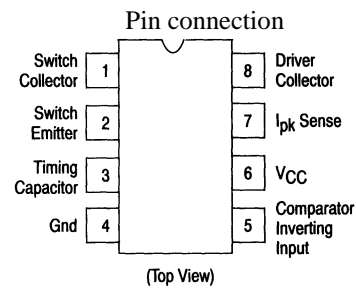 Pin connection
Switch
Collector
1
8
Driver
Collector
Switch
Emitter
2
7
Ipk Sense
Timing
Capacitor
3
6
VCC
Gnd
4
5
Comparator
Inverting
Input
(Top View)